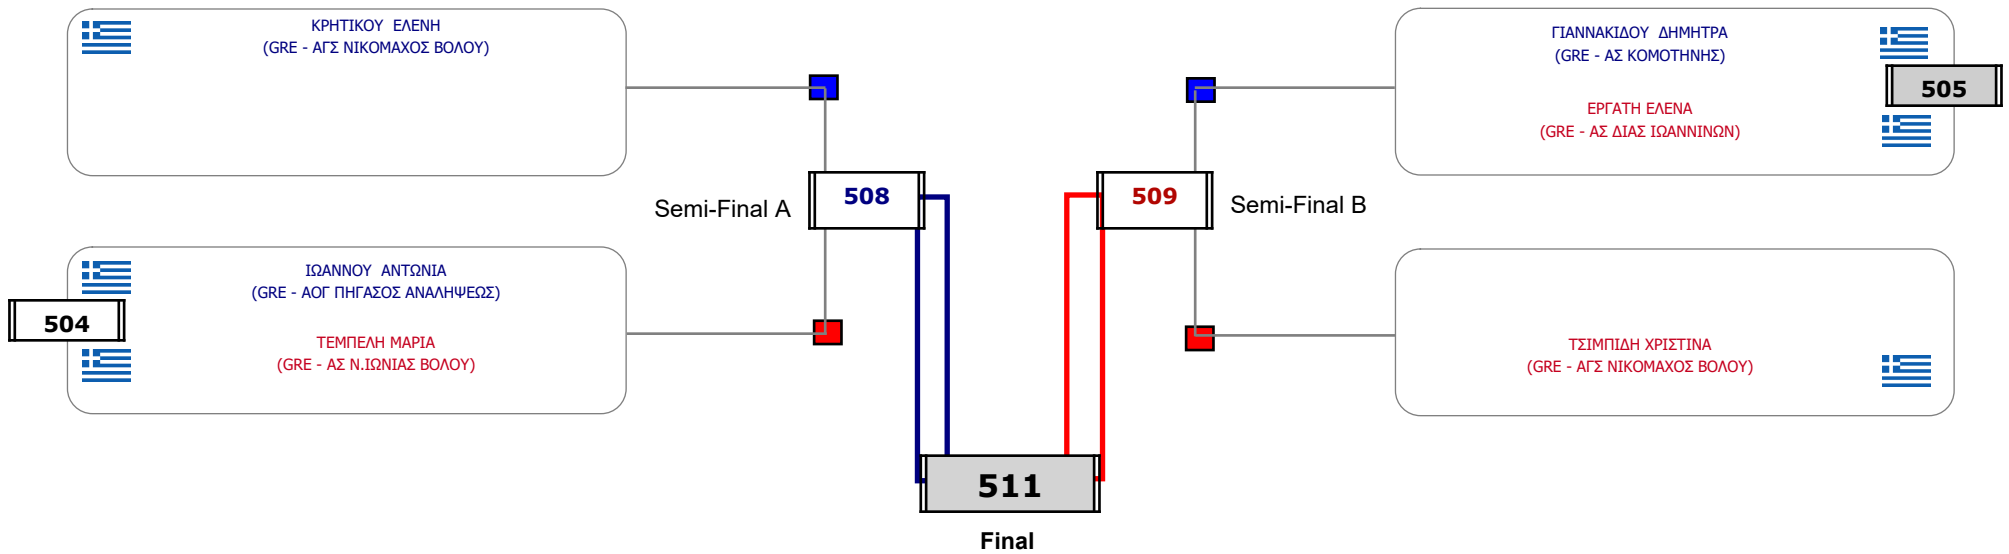 ΚΡΗΤΙΚΟΥ ΕΛΕΝΗ
(GRE - ΑΓΣ ΝΙΚΟΜΑΧΟΣ ΒΟΛΟΥ)
ΓΙΑΝΝΑΚΙΔΟΥ ΔΗΜΗΤΡΑ
(GRE - ΑΣ ΚΟΜΟΤΗΝΗΣ)
505
ΕΡΓΑΤΗ ΕΛΕΝΑ
(GRE - ΑΣ ΔΙΑΣ ΙΩΑΝΝΙΝΩΝ)
Semi-Final A
508
509
Semi-Final B
ΙΩΑΝΝΟΥ ΑΝΤΩΝΙΑ
(GRE - ΑΟΓ ΠΗΓΑΣΟΣ ΑΝΑΛΗΨΕΩΣ)
504
ΤΕΜΠΕΛΗ ΜΑΡΙΑ
(GRE - ΑΣ Ν.ΙΩΝΙΑΣ ΒΟΛΟΥ)
ΤΣΙΜΠΙΔΗ ΧΡΙΣΤΙΝΑ
(GRE - ΑΓΣ ΝΙΚΟΜΑΧΟΣ ΒΟΛΟΥ)
511
Final